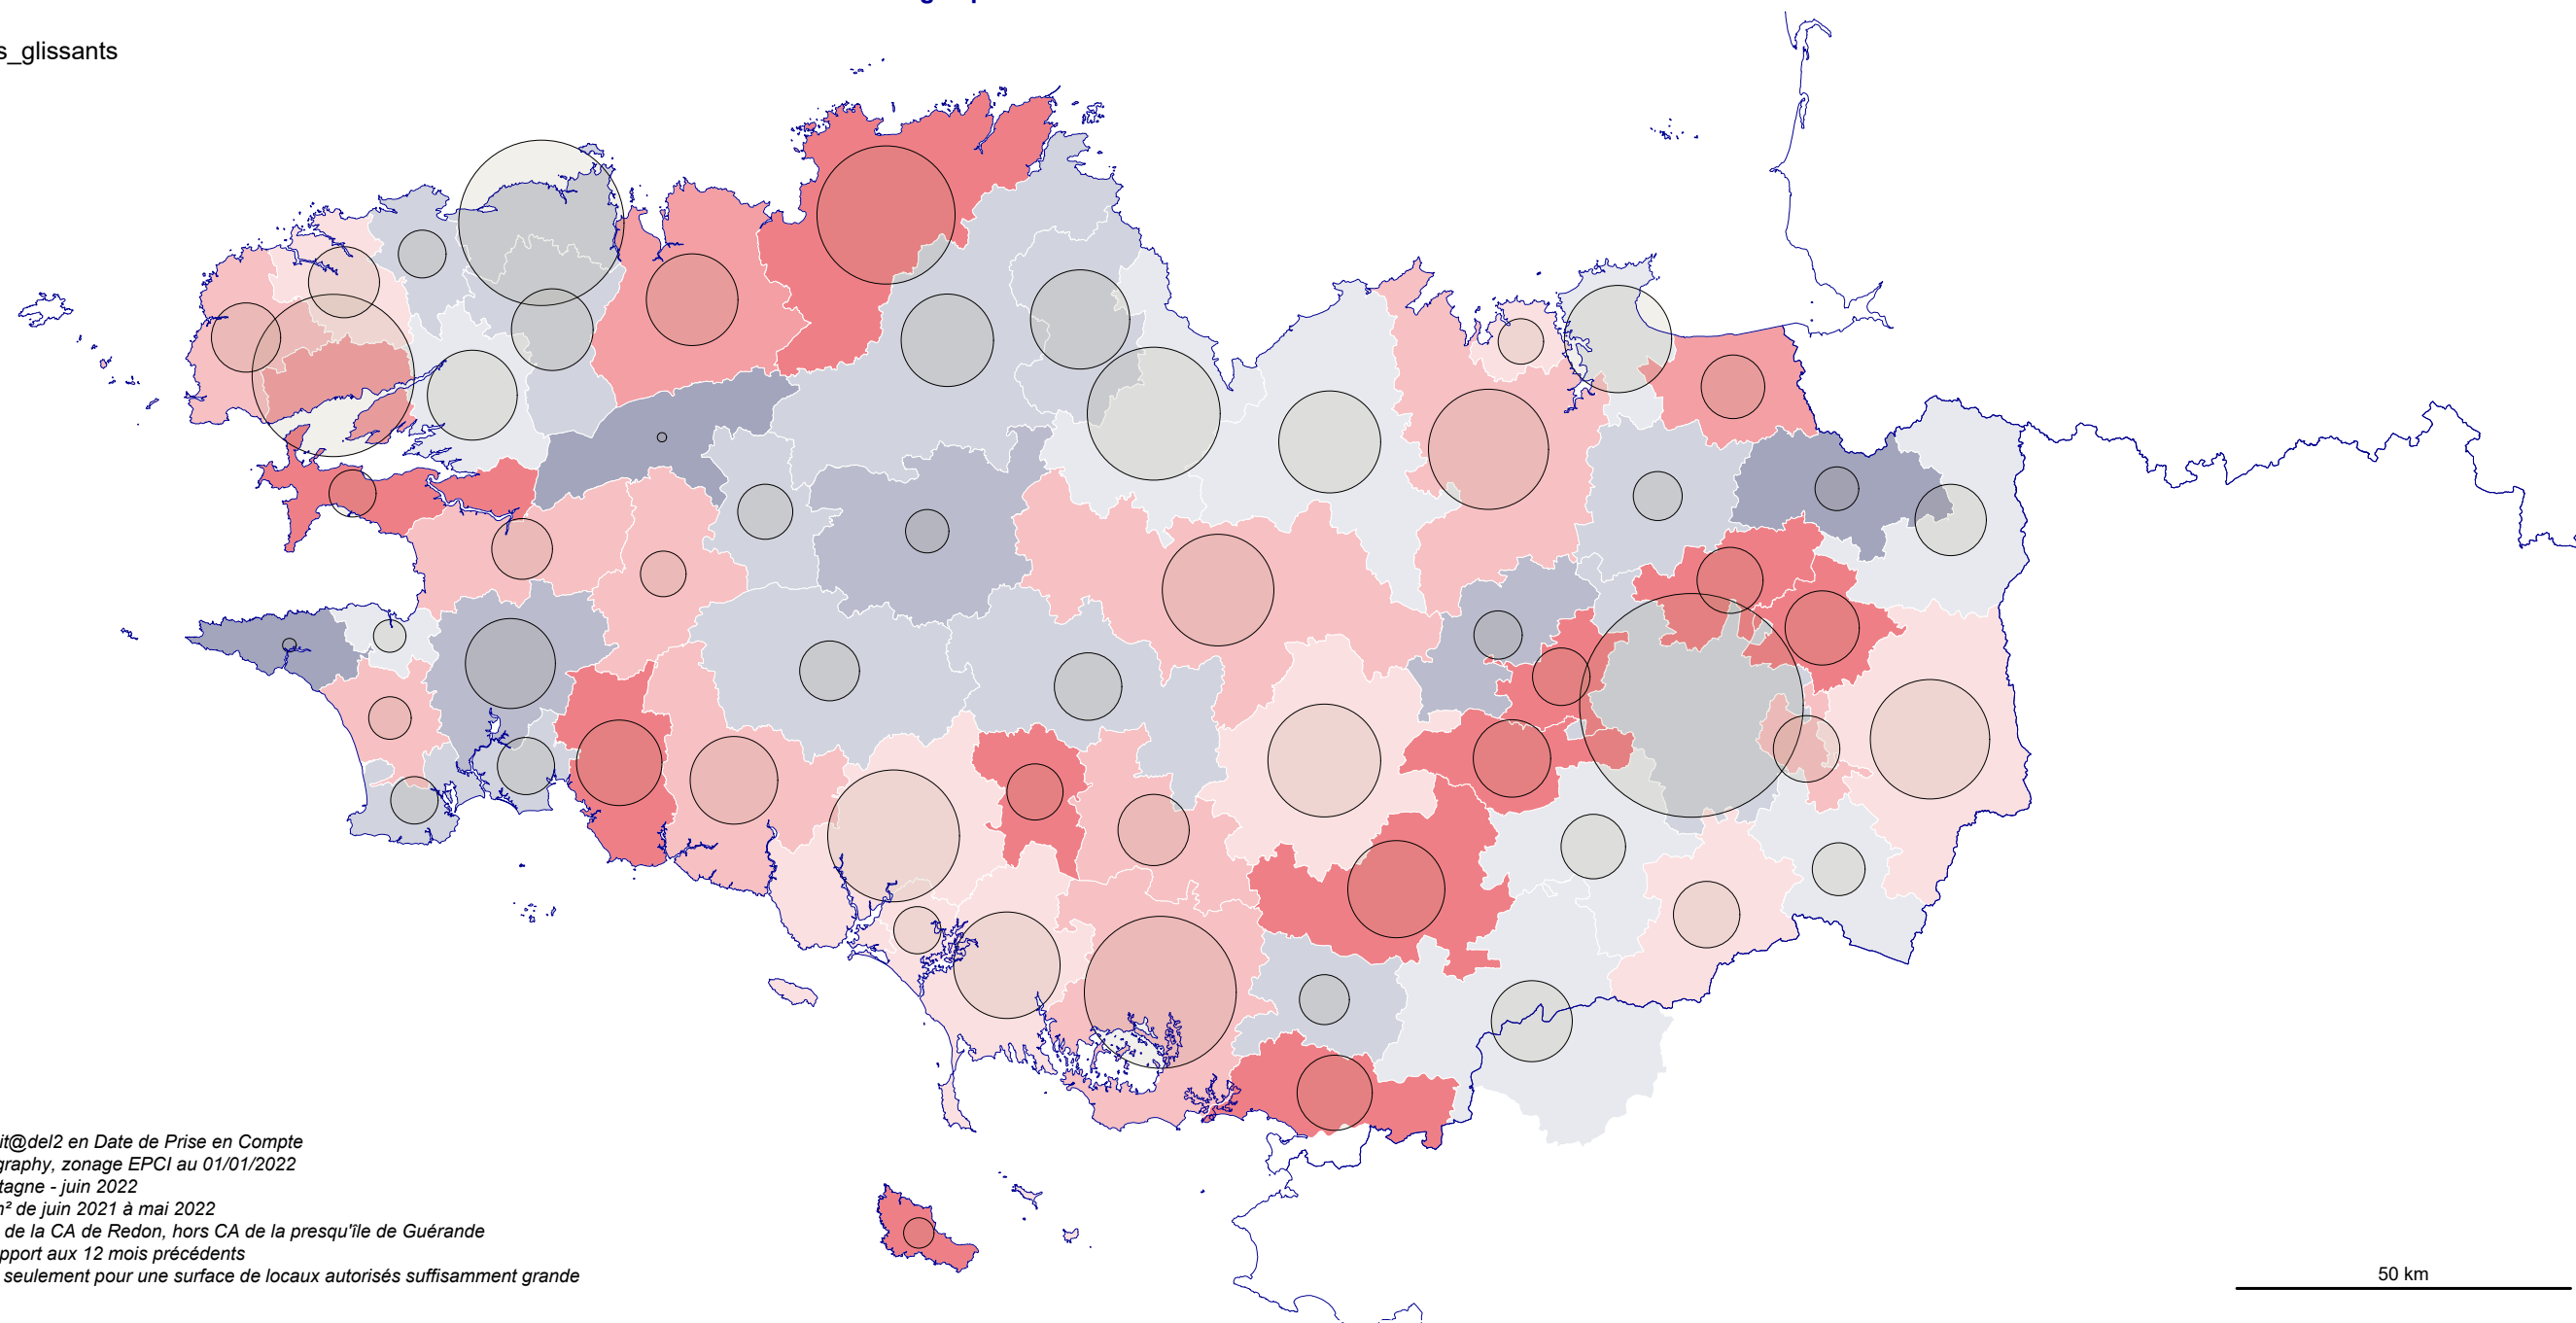 s_glissants
it@del2 en Date de Prise en Compte
graphy, zonage EPCI au 01/01/2022
tagne - juin 2022
n² de juin 2021 à mai 2022
de la CA de Redon, hors CA de la presqu'île de Guérande
pport aux 12 mois précédents
seulement pour une surface de locaux autorisés suffisamment grande
50 km